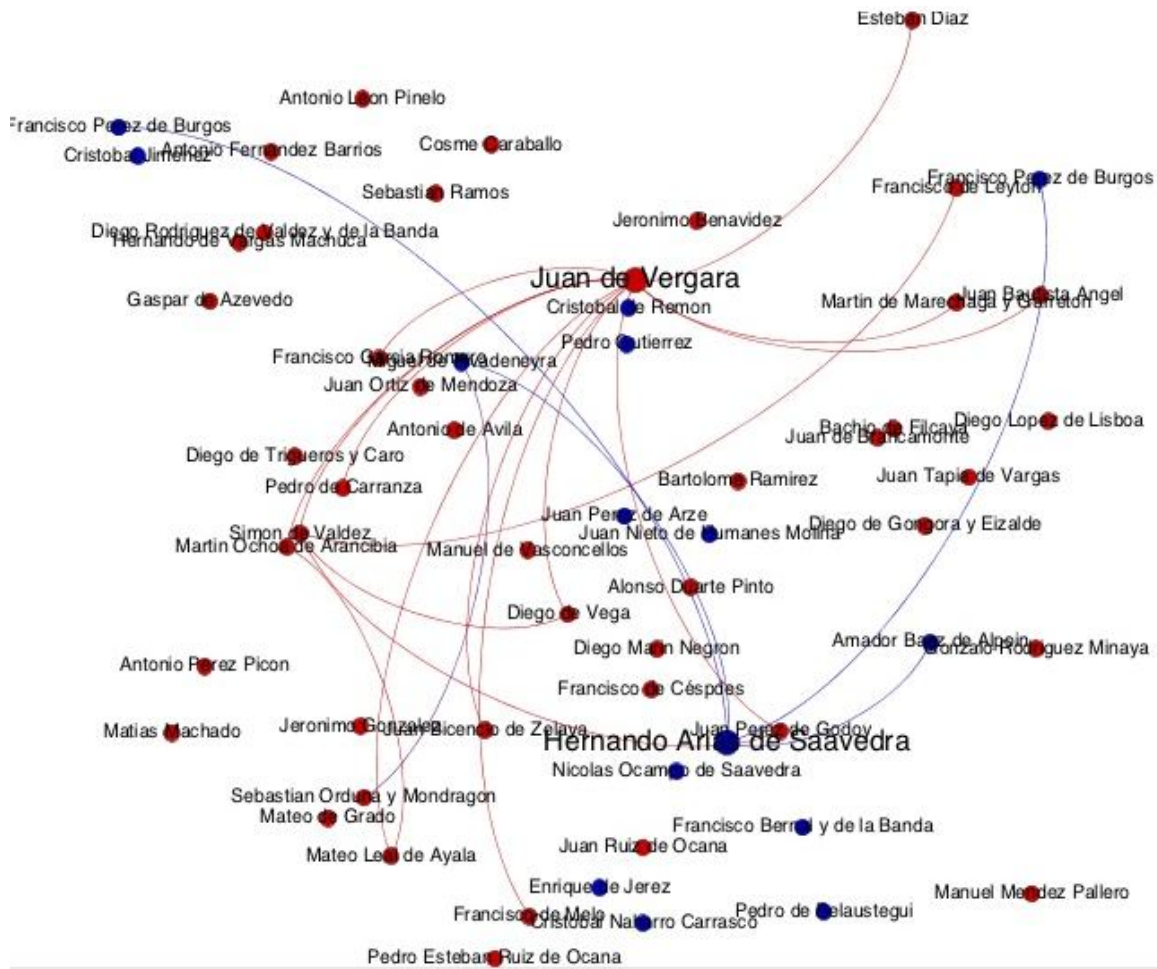 Esteban Diaz
Antonio Leon Pinelo
Francisco Perez de Burgos
Cristobal Jimenez
Antonio Fernandez Barrios
Cosme Caraballo
Francisco Perez de Burgos
Francisco de Leyton
Sebastian Ramos
Jeronimo Benavidez
Diego Rodriguez de Valdez y de la Banda
Hernando de Vargas Machuca
Juan de Vergara
Gaspar de Azevedo
Cristobal de Remon
Martin de Marechaga y Garreton
Juan Bautista Angel
Pedro Gutierrez
Francisco Garcia Romero
Miguel de Rivadeneyra
Juan Ortiz de Mendoza
Antonio de Avila
Bachio de Filcaya
Diego Lopez de Lisboa
Juan de Brancamonte
Diego de Trigueros y Caro
Pedro de Carranza
Bartolome Ramirez
Juan Tapia de Vargas
Juan Perez de Arze
Diego de Gongora y Eizalde
Simon de Valdez
Juan Nieto de Humanes Molina
Martin Ochoa de Arancibia
Manuel de Vasconcellos
Alonso Duarte Pinto
Diego de Vega
Diego Marin Negron
Amador Baez de Alpoin
Gonzalo Rodriguez Minaya
Antonio Perez Picon
Francisco de Céspdes
Matias Machado
Jeronimo Gonzalez
Juan Bicencio de Zelaya
Juan Perez de Godoy
Hernando Arias de Saavedra
Nicolas Ocampo de Saavedra
Sebastian Orduna y Mondragon
Mateo de Grado
Francisco Bernal y de la Banda
Mateo Leal de Ayala
Juan Ruiz de Ocana
Enrique de Jerez
Manuel Mendez Pallero
Francisco de Melo
Cristobal Naharro Carrasco
Pedro de Relaustegui
Pedro Esteban Ruiz de Ocana